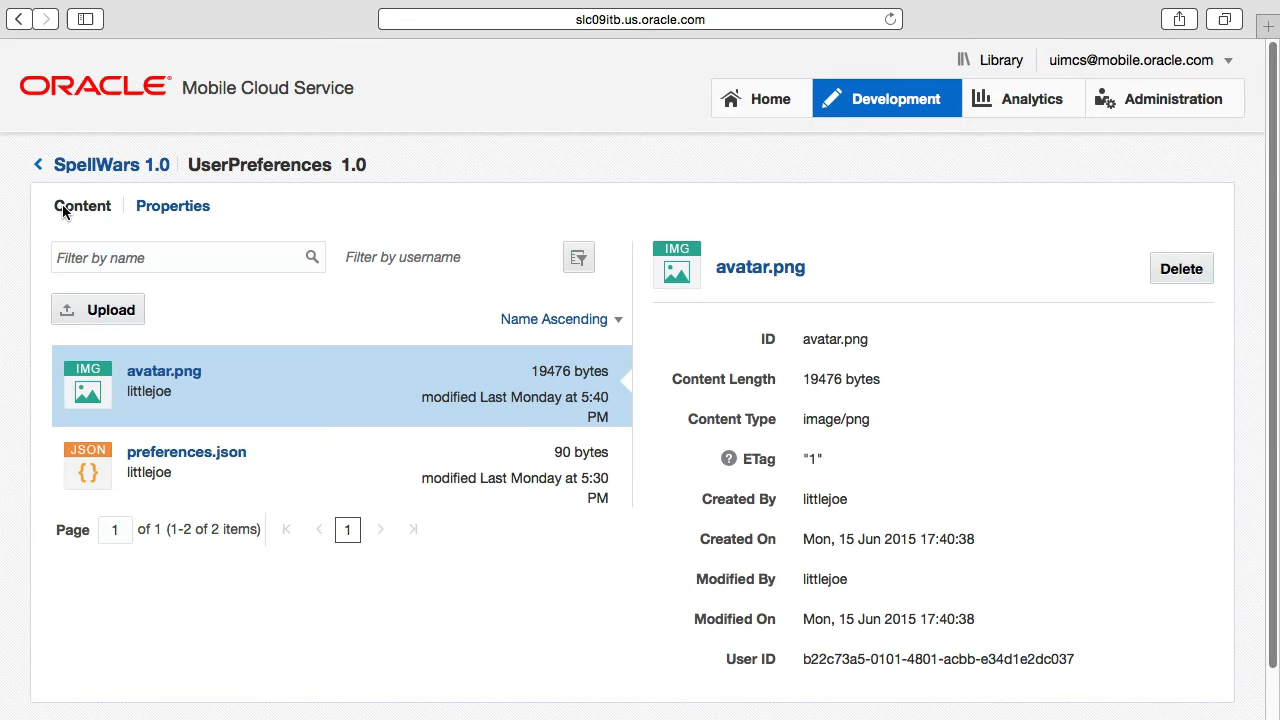 slc09itb.us.oracle.com
Library
uimcs@mobile.oracle.com
ORACLE® Mobile Cloud Service
Home
Development
Analytics
Administration
SpellWars 1.0
UserPreferences 1.0
Content
Properties
Filter by name
Filter by username
Upload
Name Ascending
IMG
avatar.png
littlejoe
19476 bytes
modified Last Monday at 5:40
PM
JSON
{}
preferences.json
littlejoe
90 bytes
modified Last Monday at 5:30
PM
Page 1 of 1 (1-2 of 2 items) 1
IMG
avatar.png
Delete
ID avatar.png
Content Length 19476 bytes
Content Type image/png
? ETag "1"
Created By littlejoe
Created On Mon, 15 Jun 2015 17:40:38
Modified By littlejoe
Modified On Mon, 15 Jun 2015 17:40:38
User ID b22c73a5-0101-4801-acbb-e34d1e2dc037